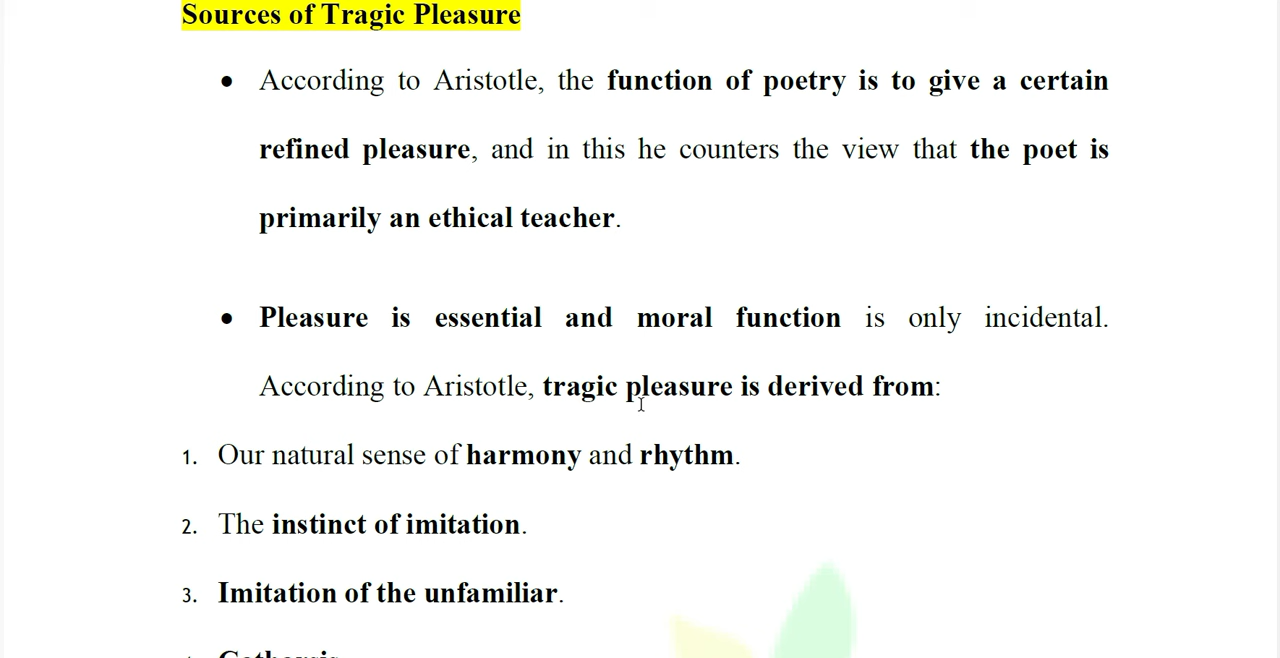 Sources of Tragic Pleasure
• According to Aristotle, the function of poetry is to give a certain
refined pleasure, and in this he counters the view that the poet is
primarily an ethical teacher.
• Pleasure is essential and moral function is only incidental.
According to Aristotle, tragic pleasure is derived from:
1. Our natural sense of harmony and rhythm.
2. The instinct of imitation.
3. Imitation of the unfamiliar.